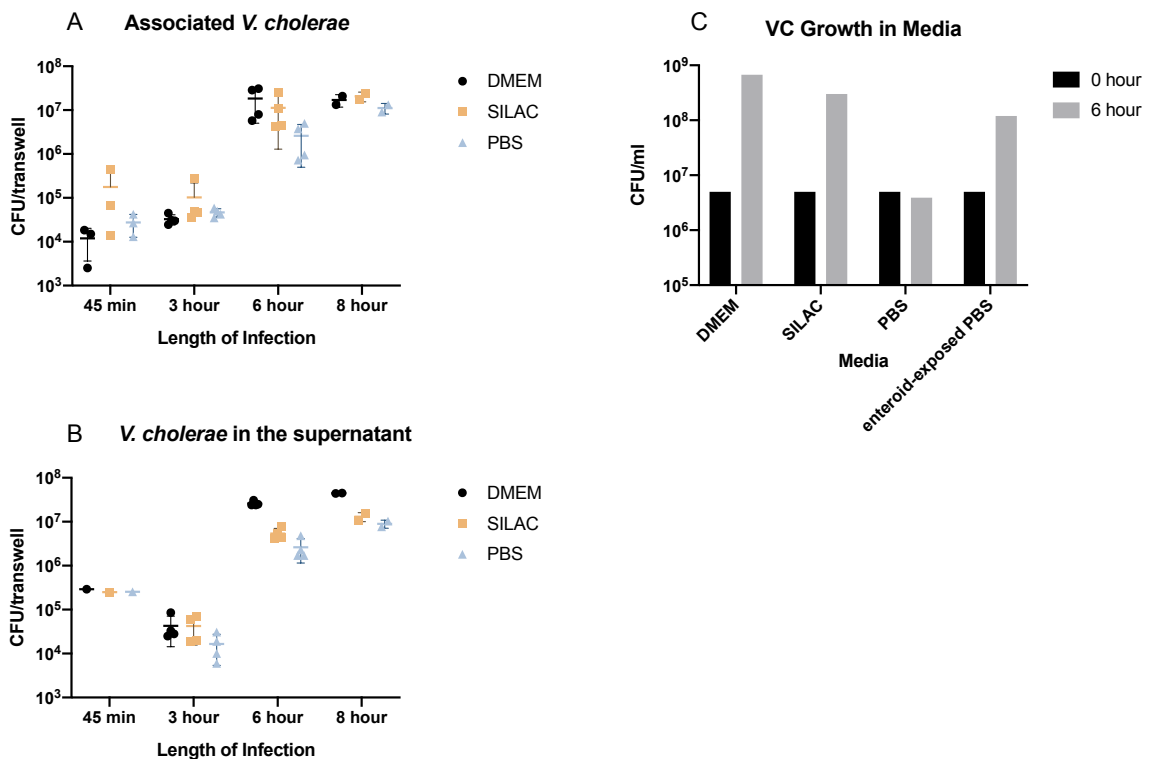 A
Associated V. cholerae
CFU/transwell
10⁸
10⁷
10⁶
10⁵
10⁴
10³
45 min
3 hour
6 hour
8 hour
Length of Infection
DMEM
SILAC
PBS
B
V. cholerae in the supernatant
CFU/transwell
10⁸
10⁷
10⁶
10⁵
10⁴
10³
45 min
3 hour
6 hour
8 hour
Length of Infection
DMEM
SILAC
PBS
C
VC Growth in Media
CFU/ml
10⁹
10⁸
10⁷
10⁶
10⁵
DMEM
SILAC
PBS
enteroid-exposed PBS
Media
0 hour
6 hour